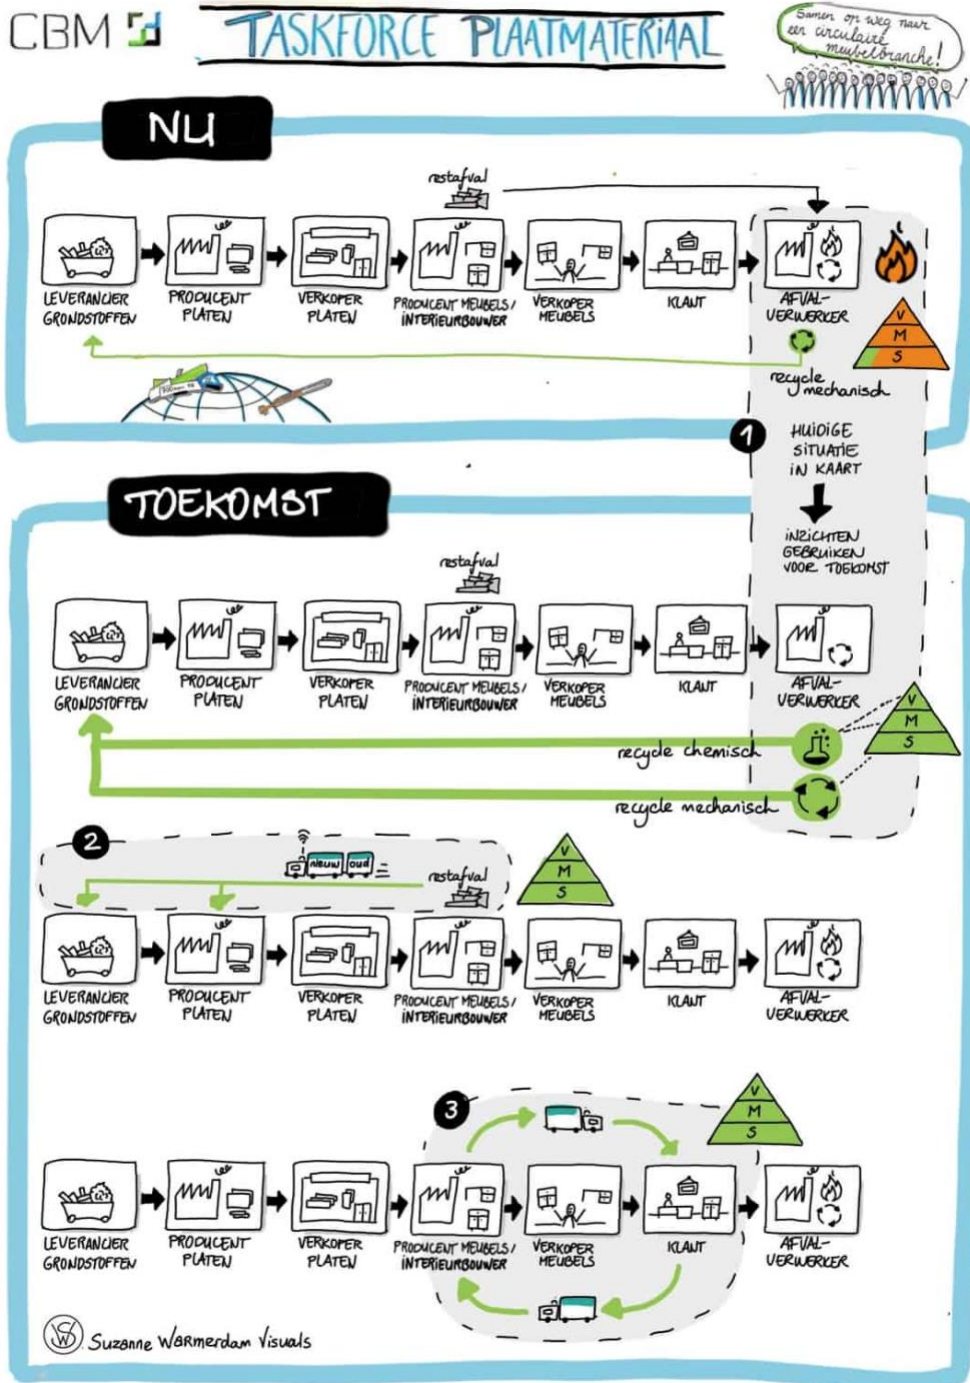 CBM
TASKFORCE PLAATMATERIAAL
Samen op weg naar
een circulaire
meubelbranche!
NU
restafval
LEVERANCIER
GRONDSTOFFEN
PRODUCENT
PLATEN
VERKOPER
PLATEN
PRODUCENT MEUBELS/
INTERIEURBOUWER
VERKOPER
MEUBELS
KLANT
AFVAL-
VERWERKER
V
M
S
recycle
mechanisch
1
HUIDIGE
SITUATIE
IN KAART
INZICHTEN
GEBRUIKEN
VOOR TOEKOMST
TOEKOMST
restafval
LEVERANCIER
GRONDSTOFFEN
PRODUCENT
PLATEN
VERKOPER
PLATEN
PRODUCENT MEUBELS/
INTERIEURBOUWER
VERKOPER
MEUBELS
KLANT
AFVAL-
VERWERKER
V
M
S
recycle chemisch
recycle mechanisch
2
NIEUW OUD
restafval
V
M
S
LEVERANCIER
GRONDSTOFFEN
PRODUCENT
PLATEN
VERKOPER
PLATEN
PRODUCENT MEUBELS/
INTERIEURBOUWER
VERKOPER
MEUBELS
KLANT
AFVAL-
VERWERKER
3
V
M
S
LEVERANCIER
GRONDSTOFFEN
PRODUCENT
PLATEN
VERKOPER
PLATEN
PRODUCENT MEUBELS/
INTERIEURBOUWER
VERKOPER
MEUBELS
KLANT
AFVAL-
VERWERKER
SW Suzanne Warmerdam Visuals